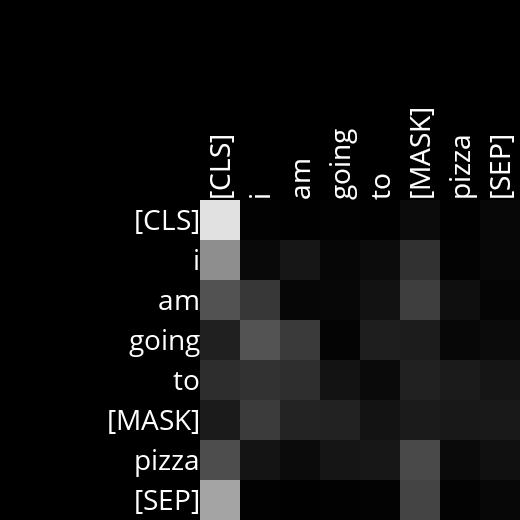 [CLS]
i
am
going
to
[MASK]
pizza
[SEP]
[CLS]
i
am
going
to
[MASK]
pizza
[SEP]